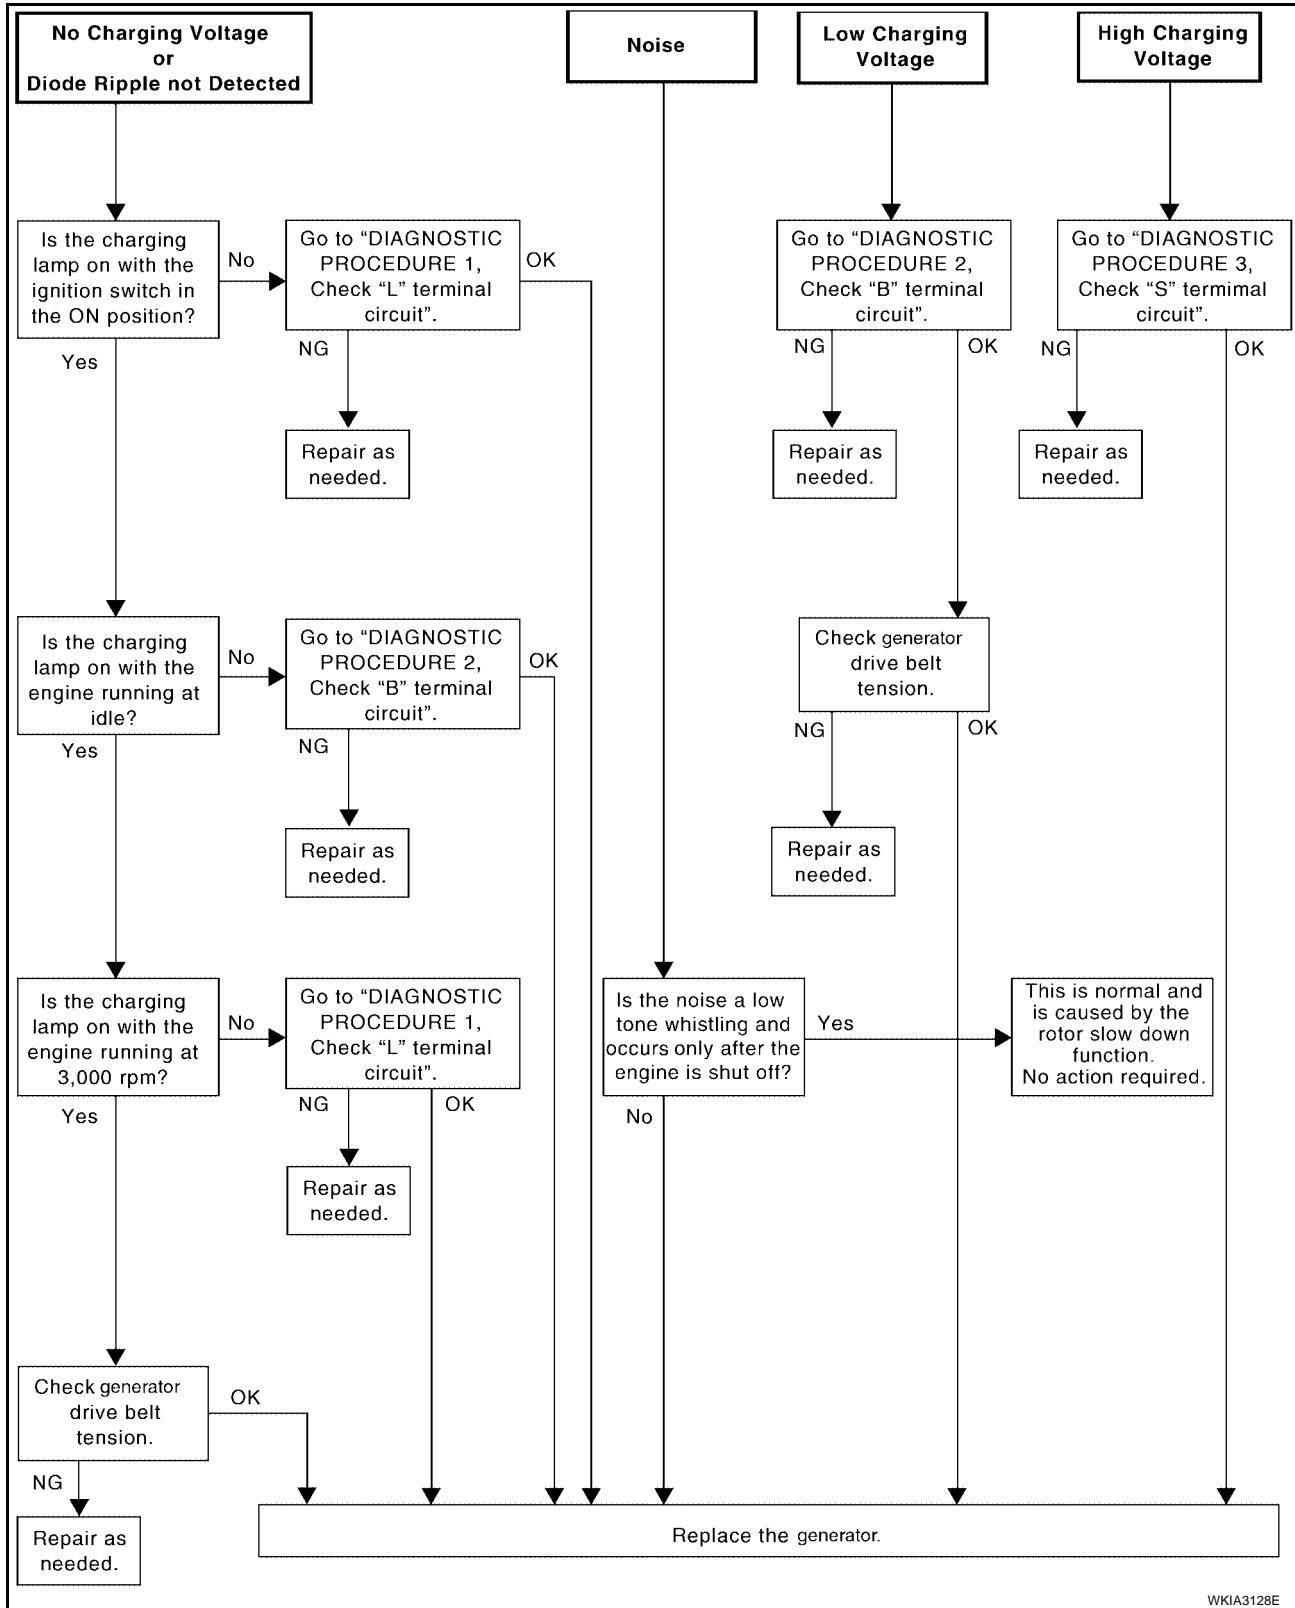 No Charging Voltage
or
Diode Ripple not Detected
Noise
Low Charging
Voltage
High Charging
Voltage
Is the charging
lamp on with the
ignition switch in
the ON position?
No
Yes
Go to “DIAGNOSTIC
PROCEDURE 1,
Check “L” terminal
circuit”.
OK
NG
Repair as
needed.
Go to “DIAGNOSTIC
PROCEDURE 2,
Check “B” terminal
circuit”.
NG
OK
Repair as
needed.
Go to “DIAGNOSTIC
PROCEDURE 3,
Check “S” termimal
circuit”.
NG
OK
Repair as
needed.
Is the charging
lamp on with the
engine running at
idle?
No
Yes
Go to “DIAGNOSTIC
PROCEDURE 2,
Check “B” terminal
circuit”.
OK
NG
Repair as
needed.
Check generator
drive belt
tension.
NG
OK
Repair as
needed.
Is the charging
lamp on with the
engine running at
3,000 rpm?
No
Yes
Go to “DIAGNOSTIC
PROCEDURE 1,
Check “L” terminal
circuit”.
NG
OK
Repair as
needed.
Is the noise a low
tone whistling and
occurs only after the
engine is shut off?
Yes
No
This is normal and
is caused by the
rotor slow down
function.
No action required.
Check generator
drive belt
tension.
OK
NG
Repair as
needed.
Replace the generator.
WKIA3128E